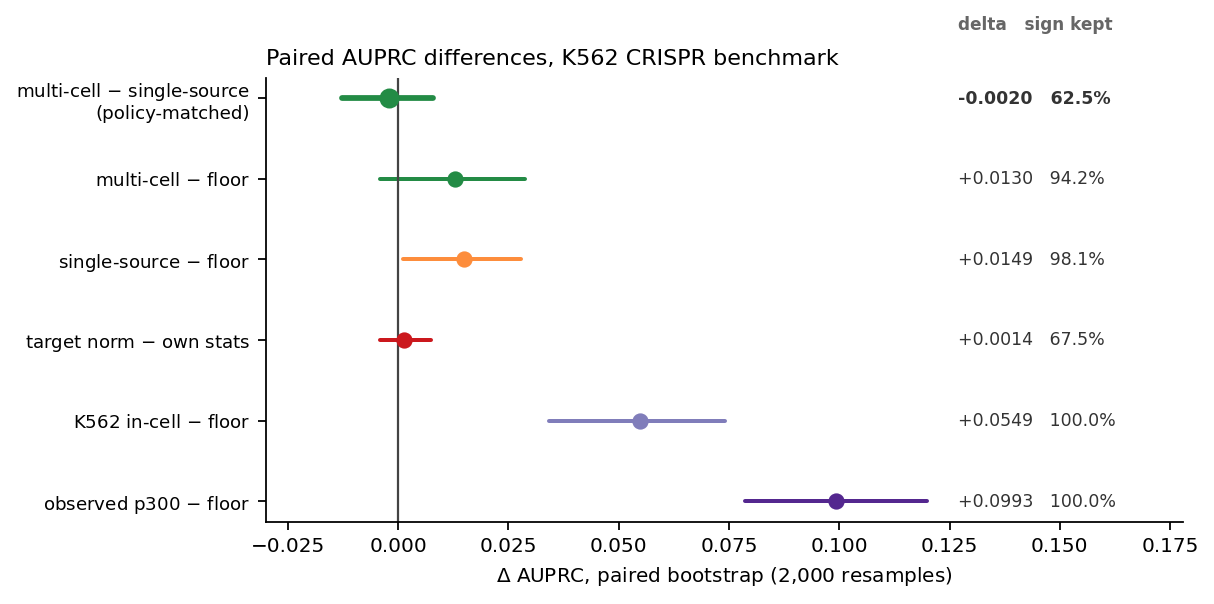 delta sign kept
Paired AUPRC differences, K562 CRISPR benchmark
multi-cell − single-source
(policy-matched)
-0.0020 62.5%
multi-cell − floor
+0.0130 94.2%
single-source − floor
+0.0149 98.1%
target norm − own stats
+0.0014 67.5%
K562 in-cell − floor
+0.0549 100.0%
observed p300 − floor
+0.0993 100.0%
−0.025 0.000 0.025 0.050 0.075 0.100 0.125 0.150 0.175
Δ AUPRC, paired bootstrap (2,000 resamples)